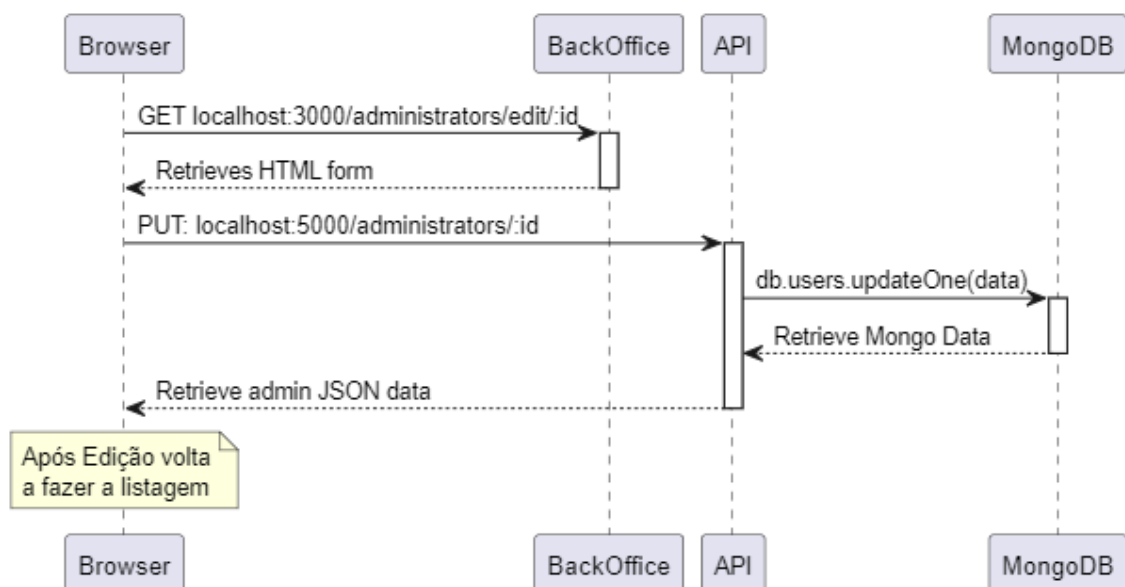 Browser BackOffice API MongoDB
GET localhost:3000/administrators/edit/:id
Retrieves HTML form
PUT: localhost:5000/administrators/:id
db.users.updateOne(data)
Retrieve Mongo Data
Retrieve admin JSON data
Após Edição volta
a fazer a listagem
Browser BackOffice API MongoDB